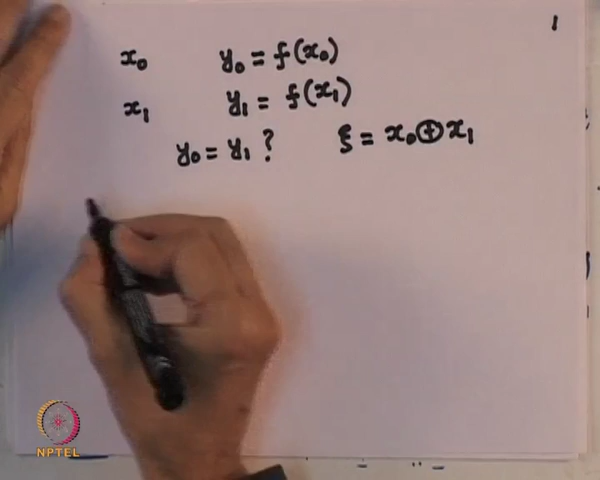 1
x₀ y₀ = f(x₀)
x₁ y₁ = f(x₁)
y₀ = y₁ ? ξ = x₀ ⊕ x₁
NPTEL